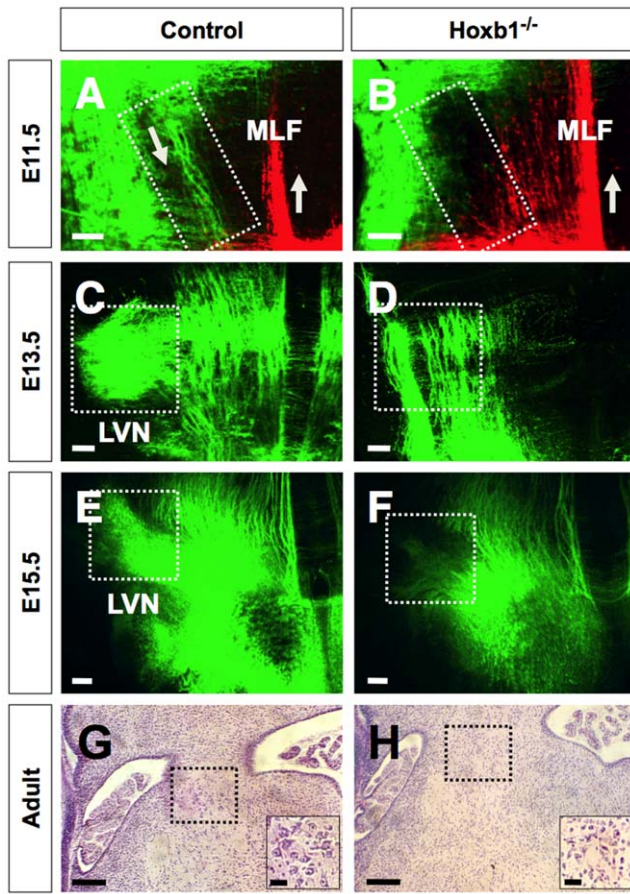 Control
Hoxb1-/-
E11.5
A
MLF
B
MLF
E13.5
C
LVN
D
E15.5
E
LVN
F
Adult
G
H